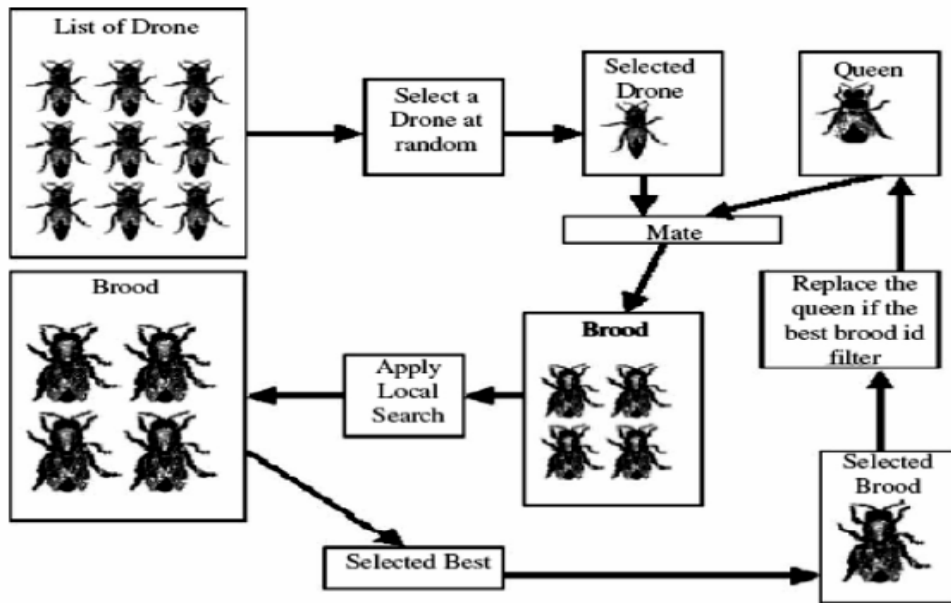 List of Drone
Select a
Drone at
random
Selected
Drone
Queen
Mate
Brood
Apply
Local
Search
Brood
Selected Best
Selected
Brood
Replace the
queen if the
best brood id
filter